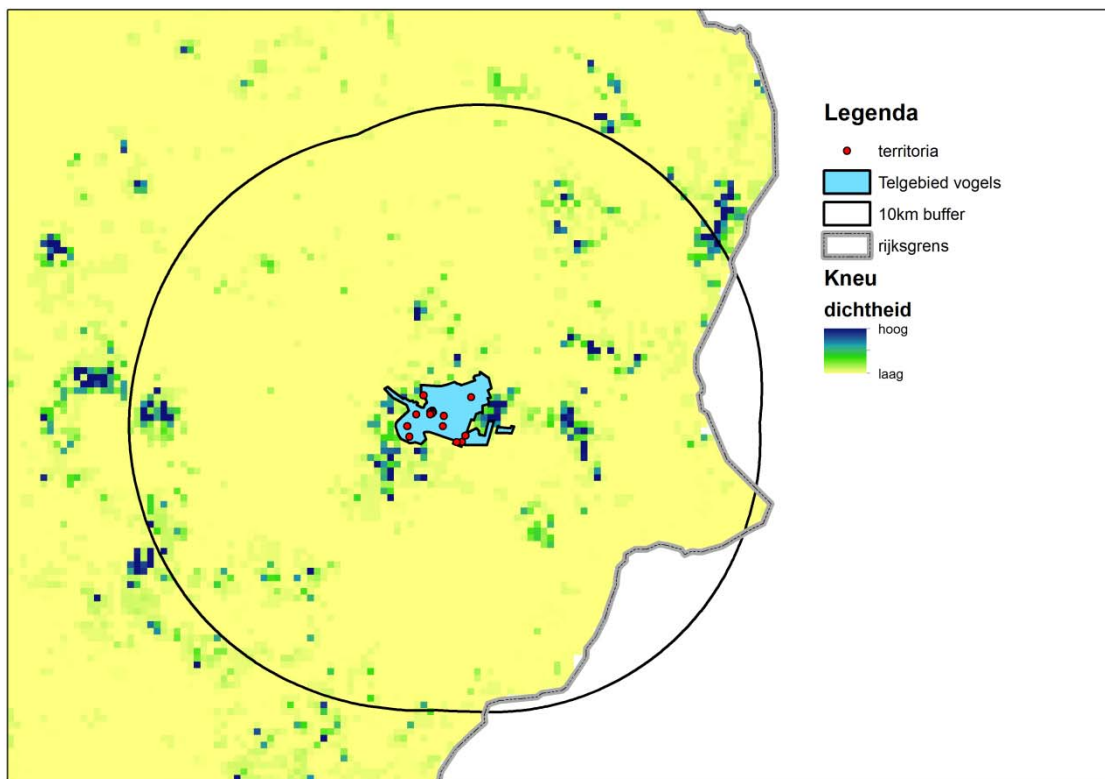 Legenda
territoria
Telgebied vogels
10km buffer
rijksgrens
Kneu
dichtheid
hoog
laag